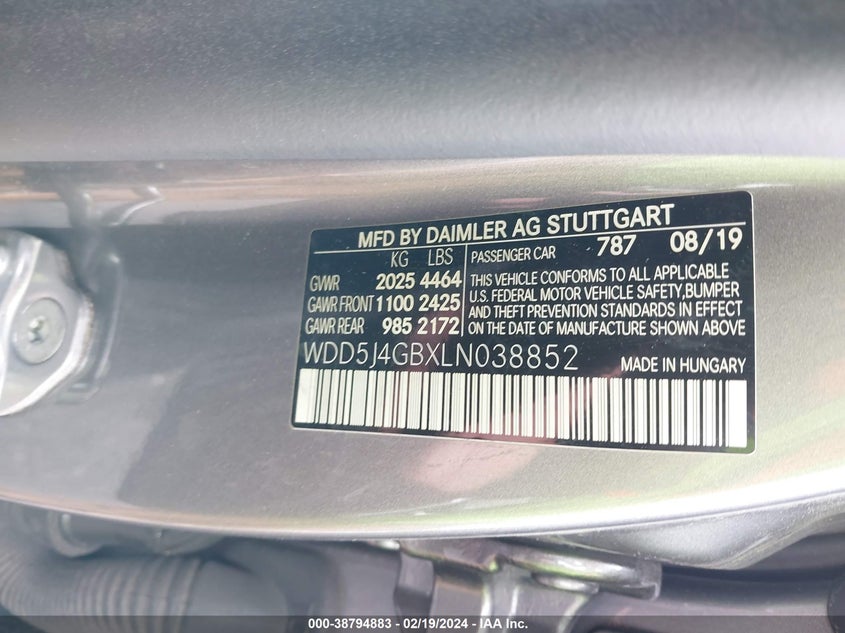 MFD BY DAIMLER AG STUTTGART
KG LBS PASSENGER CAR 787 08/19
GVWR 2025 4464
GAWR FRONT 1100 2425
GAWR REAR 985 2172
THIS VEHICLE CONFORMS TO ALL APPLICABLE
U.S. FEDERAL MOTOR VEHICLE SAFETY,BUMPER
AND THEFT PREVENTION STANDARDS IN EFFECT
ON THE DATE OF MANUFACTURE SHOWN ABOVE
WDD5J4GBXLN038852 MADE IN HUNGARY
000-38794883 / 02/19/2024 - IAA Inc.